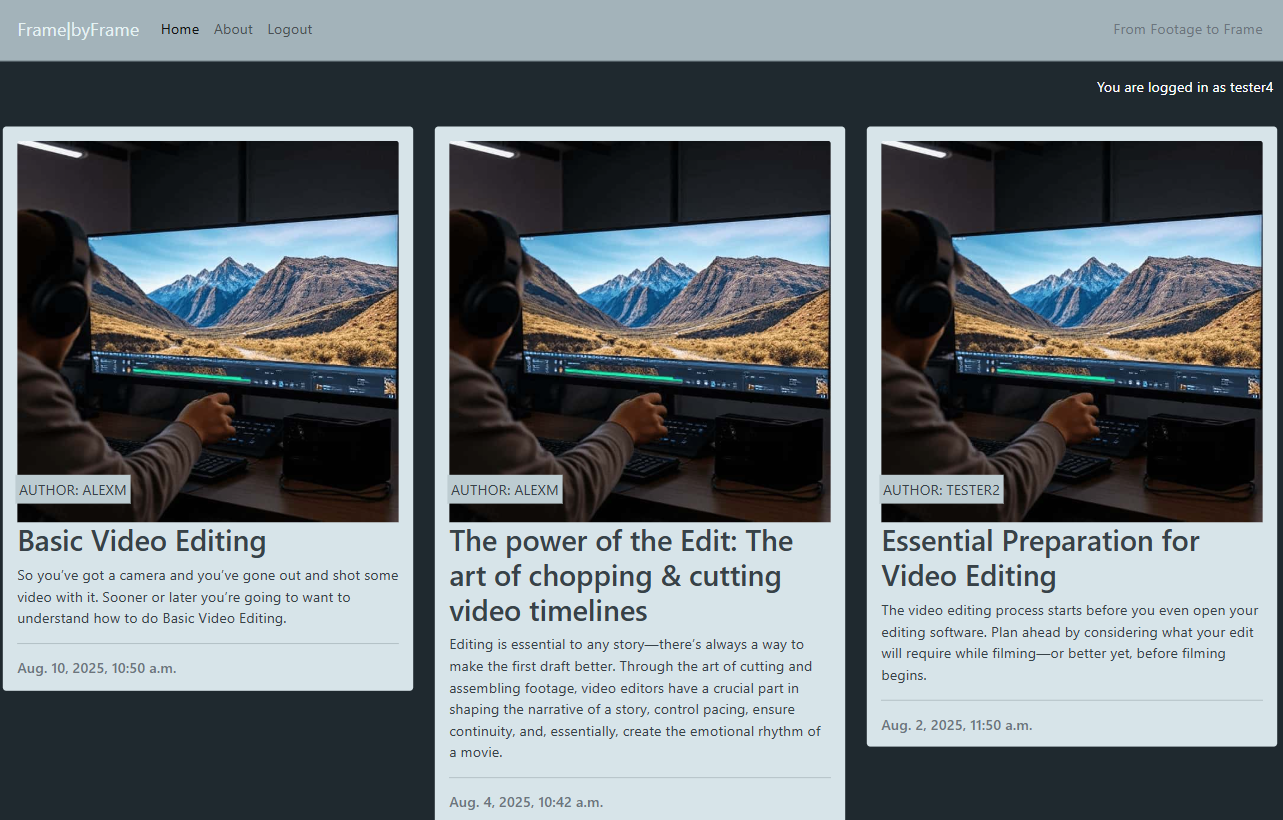 Frame|byFrame Home About Logout From Footage to Frame
You are logged in as tester4
AUTHOR: ALEXM
Basic Video Editing
So you’ve got a camera and you’ve gone out and shot some
video with it. Sooner or later you’re going to want to
understand how to do Basic Video Editing.
Aug. 10, 2025, 10:50 a.m.
AUTHOR: ALEXM
The power of the Edit: The
art of chopping & cutting
video timelines
Editing is essential to any story—there’s always a way to
make the first draft better. Through the art of cutting and
assembling footage, video editors have a crucial part in
shaping the narrative of a story, control pacing, ensure
continuity, and, essentially, create the emotional rhythm of
a movie.
Aug. 4, 2025, 10:42 a.m.
AUTHOR: TESTER2
Essential Preparation for
Video Editing
The video editing process starts before you even open your
editing software. Plan ahead by considering what your edit
will require while filming—or better yet, before filming
begins.
Aug. 2, 2025, 11:50 a.m.